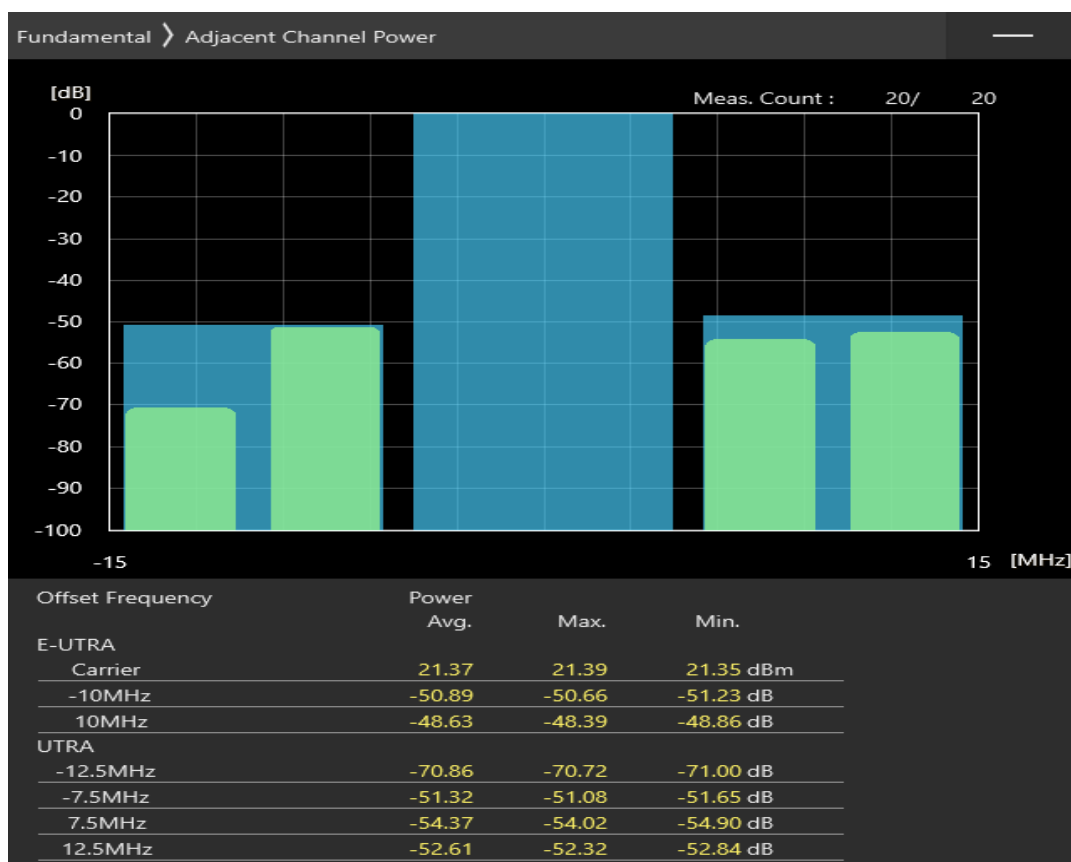 Fundamental ❭ Adjacent Channel Power
[dB]
Meas. Count : 20/ 20
0
-10
-20
-30
-40
-50
-60
-70
-80
-90
-100
-15 15 [MHz]
Offset Frequency Power
Avg. Max. Min.
E-UTRA
Carrier 21.37 21.39 21.35 dBm
-10MHz -50.89 -50.66 -51.23 dB
10MHz -48.63 -48.39 -48.86 dB
UTRA
-12.5MHz -70.86 -70.72 -71.00 dB
-7.5MHz -51.32 -51.08 -51.65 dB
7.5MHz -54.37 -54.02 -54.90 dB
12.5MHz -52.61 -52.32 -52.84 dB